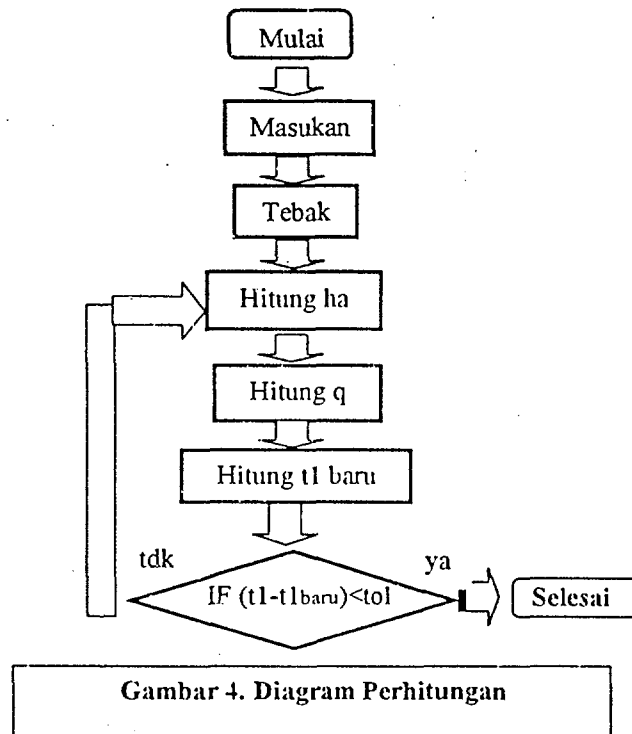 Mulai
Masukan
Tebak
Hitung ha
Hitung q
Hitung t1 baru
tdk
ya
IF (t1-t1baru)<tol
Selesai
Gambar 4. Diagram Perhitungan